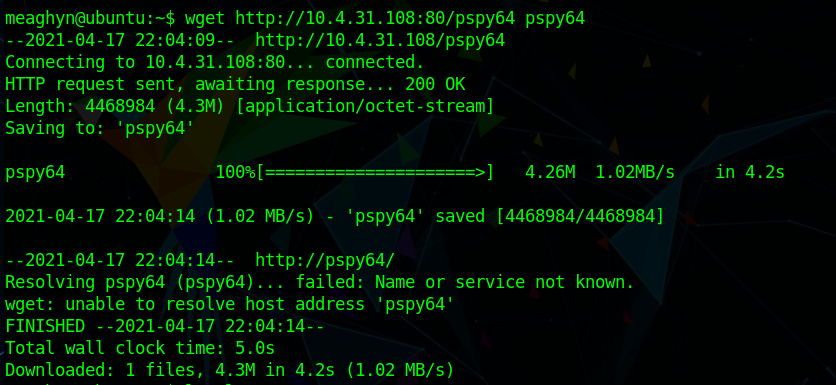 meaghyn@ubuntu:~$ wget http://10.4.31.108:80/pspy64 pspy64
--2021-04-17 22:04:09--  http://10.4.31.108/pspy64
Connecting to 10.4.31.108:80... connected.
HTTP request sent, awaiting response... 200 OK
Length: 4468984 (4.3M) [application/octet-stream]
Saving to: 'pspy64'
pspy64               100%[=====================>]   4.26M  1.02MB/s    in 4.2s
2021-04-17 22:04:14 (1.02 MB/s) - 'pspy64' saved [4468984/4468984]
--2021-04-17 22:04:14--  http://pspy64/
Resolving pspy64 (pspy64)... failed: Name or service not known.
wget: unable to resolve host address 'pspy64'
FINISHED --2021-04-17 22:04:14--
Total wall clock time: 5.0s
Downloaded: 1 files, 4.3M in 4.2s (1.02 MB/s)